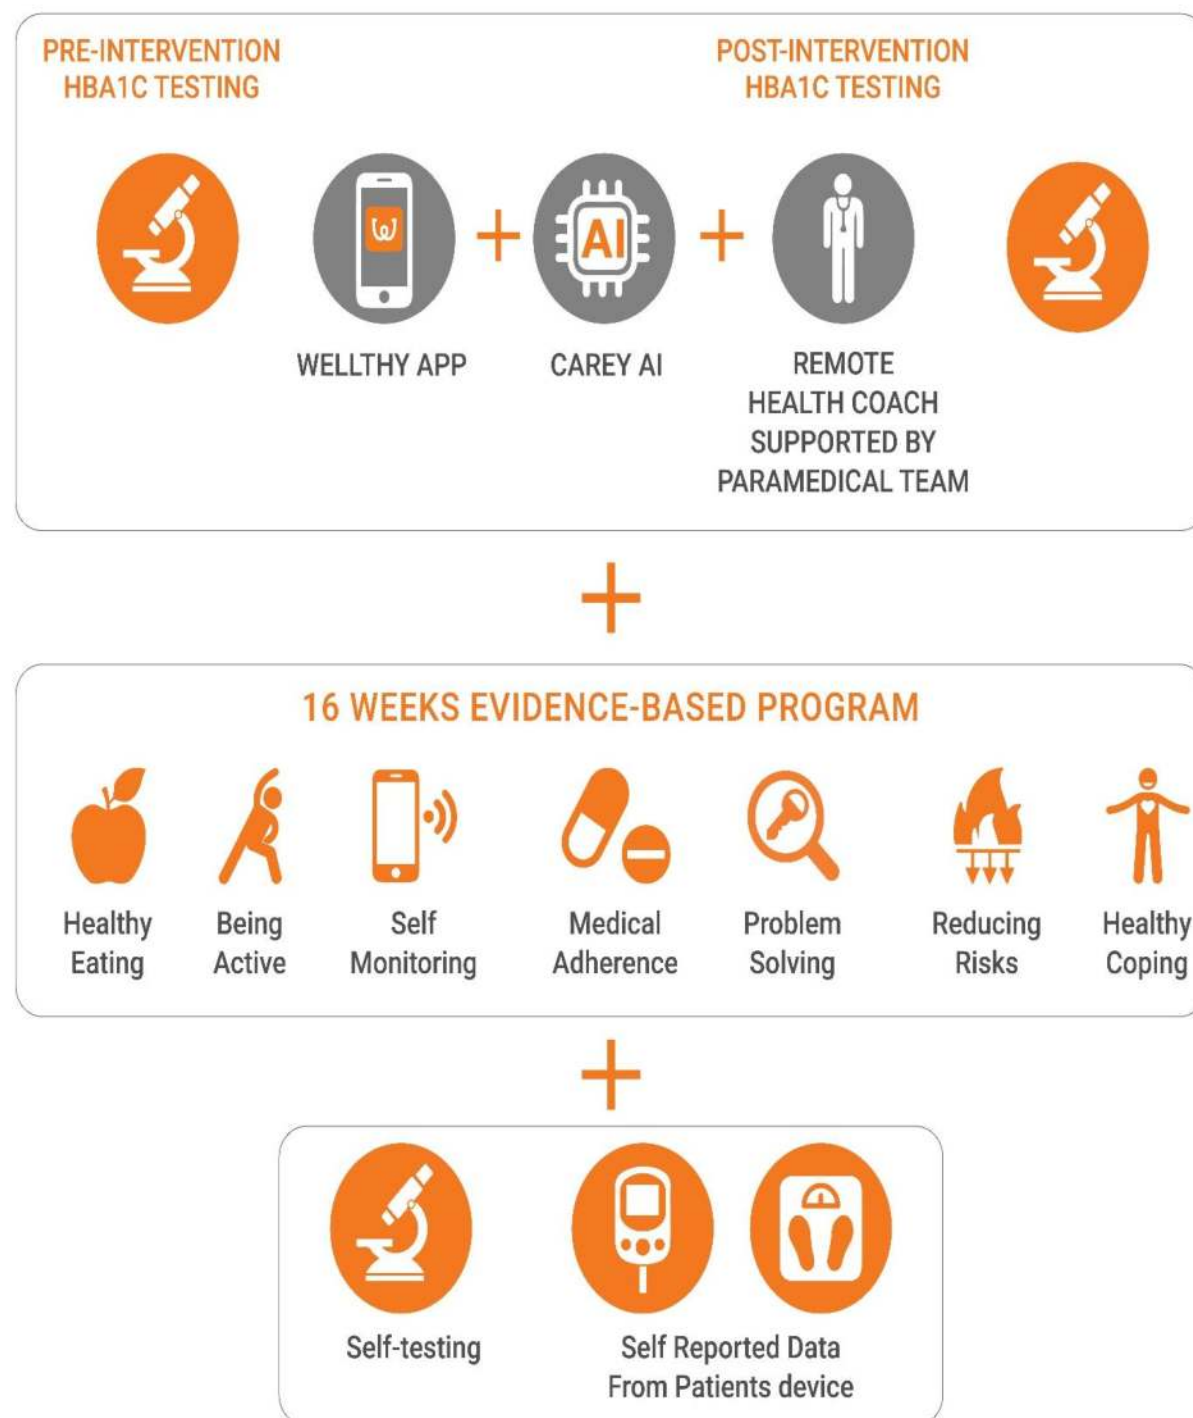 PRE-INTERVENTION
HBA1C TESTING
POST-INTERVENTION
HBA1C TESTING
W
AI
WELLTHY APP
CAREY AI
REMOTE
HEALTH COACH
SUPPORTED BY
PARAMEDICAL TEAM
16 WEEKS EVIDENCE-BASED PROGRAM
Healthy
Eating
Being
Active
Self
Monitoring
Medical
Adherence
Problem
Solving
Reducing
Risks
Healthy
Coping
Self-testing
Self Reported Data
From Patients device